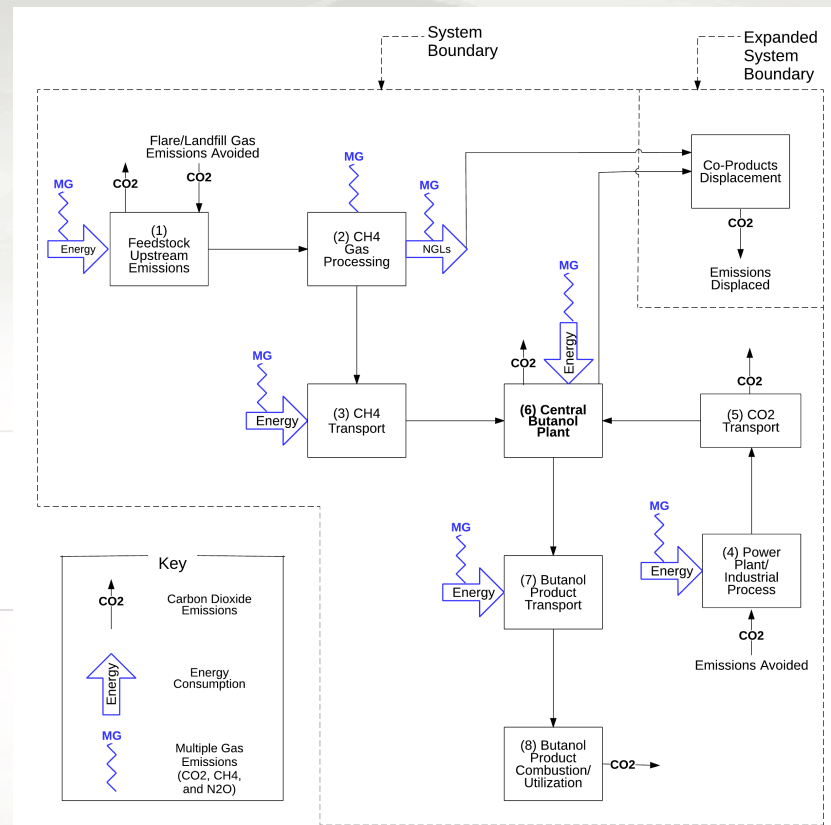 System
Boundary
Expanded
System
Boundary
Flare/Landfill Gas
Emissions Avoided
CO2
CO2
MG
Energy
(1)
Feedstock
Upstream
Emissions
MG
(2) CH4
Gas
Processing
MG
NGLs
Co-Products
Displacement
CO2
Emissions
Displaced
MG
Energy
CO2
MG
Energy
(3) CH4
Transport
(6) Central
Butanol
Plant
CO2
(5) CO2
Transport
MG
Energy
(4) Power
Plant/
Industrial
Process
CO2
Emissions Avoided
MG
Energy
(7) Butanol
Product
Transport
(8) Butanol
Product
Combustion/
Utilization
CO2
Key
CO2
Carbon Dioxide
Emissions
Energy
Energy
Consumption
MG
Multiple Gas
Emissions
(CO2, CH4,
and N2O)